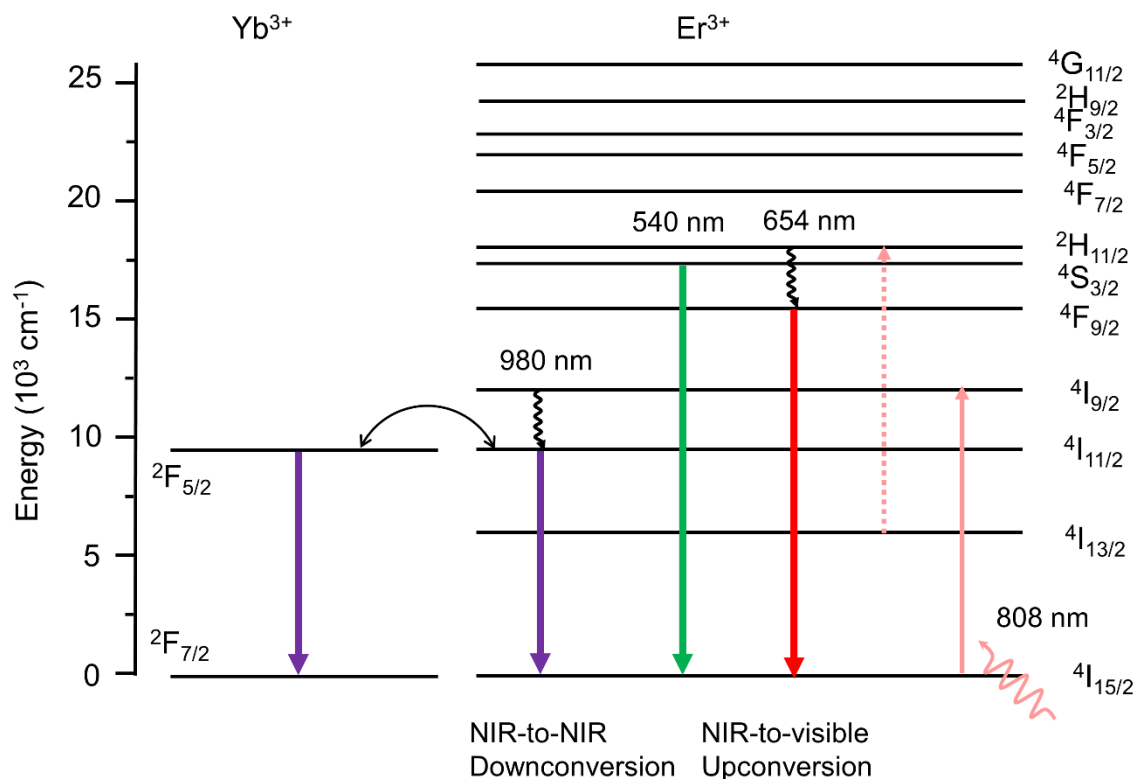 Yb³⁺
Er³⁺
Energy (10³ cm⁻¹)
25
20
15
10
5
0
²F₅/₂
²F₇/₂
980 nm
540 nm
654 nm
808 nm
⁴G₁₁/₂
²H₉/₂
⁴F₃/₂
⁴F₅/₂
⁴F₇/₂
²H₁₁/₂
⁴S₃/₂
⁴F₉/₂
⁴I₉/₂
⁴I₁₁/₂
⁴I₁₃/₂
⁴I₁₅/₂
NIR-to-NIR
Downconversion
NIR-to-visible
Upconversion